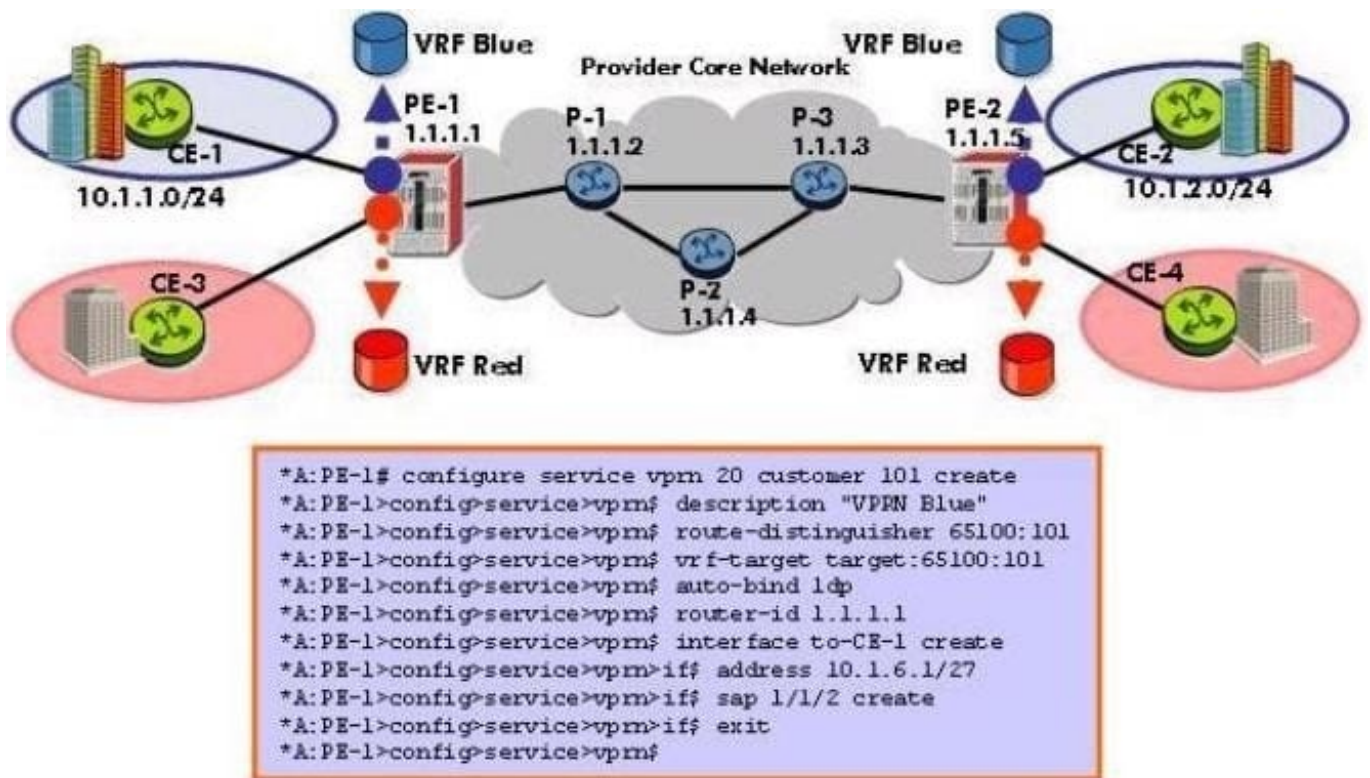 VRF Blue
VRF Blue
Provider Core Network
PE-1
1.1.1.1
P-1
1.1.1.2
P-3
1.1.1.3
PE-2
1.1.1.5
CE-1
10.1.1.0/24
CE-2
10.1.2.0/24
CE-3
P-2
1.1.1.4
CE-4
VRF Red
VRF Red
*A:PE-1# configure service vprn 20 customer 101 create
*A:PE-1>config>service>vprn$ description "VPRN Blue"
*A:PE-1>config>service>vprn$ route-distinguisher 65100:101
*A:PE-1>config>service>vprn$ vrf-target target:65100:101
*A:PE-1>config>service>vprn$ auto-bind ldp
*A:PE-1>config>service>vprn$ router-id 1.1.1.1
*A:PE-1>config>service>vprn$ interface to-CE-1 create
*A:PE-1>config>service>vprn>if$ address 10.1.6.1/27
*A:PE-1>config>service>vprn>if$ sap 1/1/2 create
*A:PE-1>config>service>vprn>if$ exit
*A:PE-1>config>service>vprn$